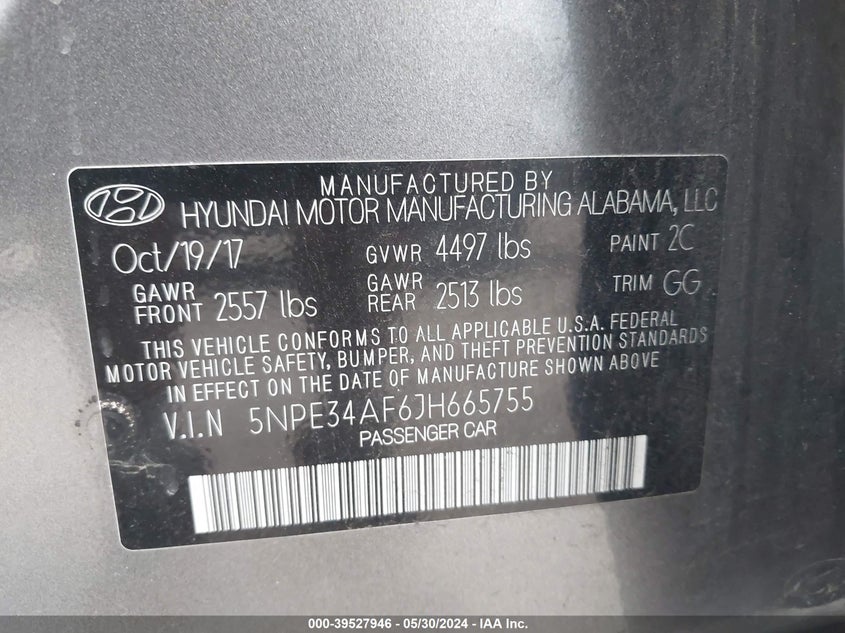 MANUFACTURED BY
HYUNDAI MOTOR MANUFACTURING ALABAMA, LLC
Oct/19/17 GVWR 4497 lbs PAINT 2C
GAWR FRONT 2557 lbs GAWR REAR 2513 lbs TRIM GG
THIS VEHICLE CONFORMS TO ALL APPLICABLE U.S.A. FEDERAL
MOTOR VEHICLE SAFETY, BUMPER, AND THEFT PREVENTION STANDARDS
IN EFFECT ON THE DATE OF MANUFACTURE SHOWN ABOVE
V.I.N 5NPE34AF6JH665755
PASSENGER CAR
000-39527946 - 05/30/2024 - IAA Inc.